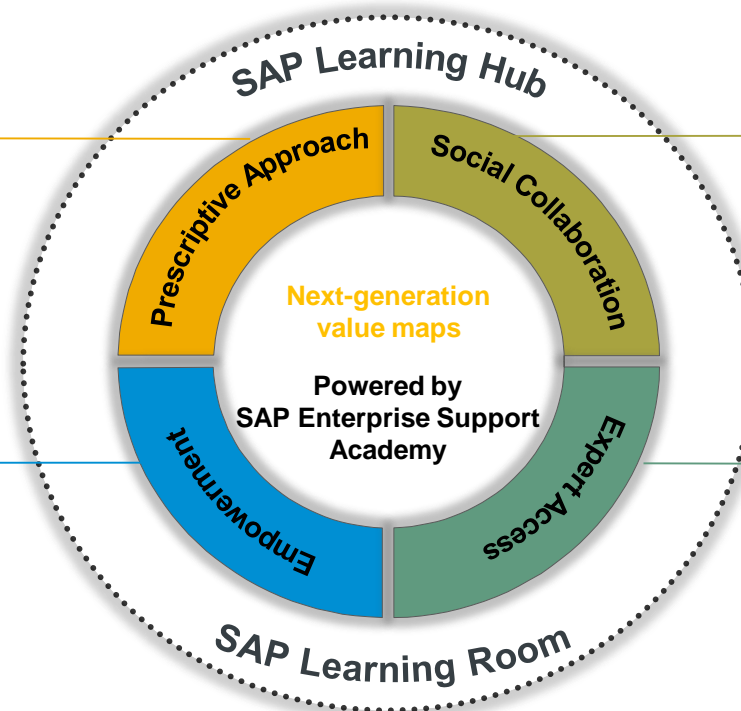 SAP Learning Hub
Prescriptive Approach
Social Collaboration
Next-generation
value maps
Powered by
SAP Enterprise Support
Academy
Empowerment
Expert Access
SAP Learning Room